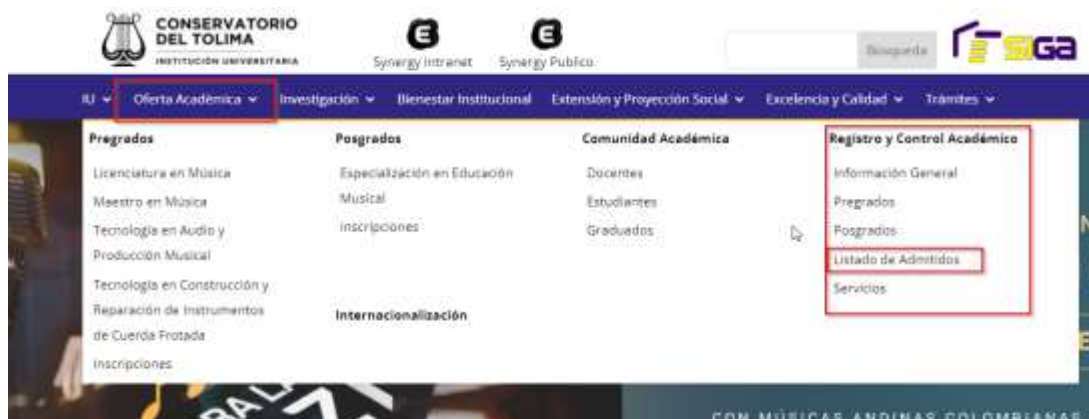 CONSERVATORIO
DEL TOLIMA
INSTITUCIÓN UNIVERSITARIA
Synergy Intranet
Synergy Publico
Búsqueda
SIGA
IU
Oferta Académica
Investigación
Bienestar Institucional
Extensión y Proyección Social
Excelencia y Calidad
Trámites
Pregrados
Licenciatura en Música
Maestro en Música
Tecnología en Audio y
Producción Musical
Tecnología en Construcción y
Reparación de Instrumentos
de Cuerda Frotada
Inscripciones
Posgrados
Especialización en Educación
Musical
Inscripciones
Internacionalización
Comunidad Académica
Docentes
Estudiantes
Graduados
Registro y Control Académico
Información General
Pregrados
Posgrados
Listado de Admitidos
Servicios
CON MÚSICAS ANDINAS COLOMBIANAS